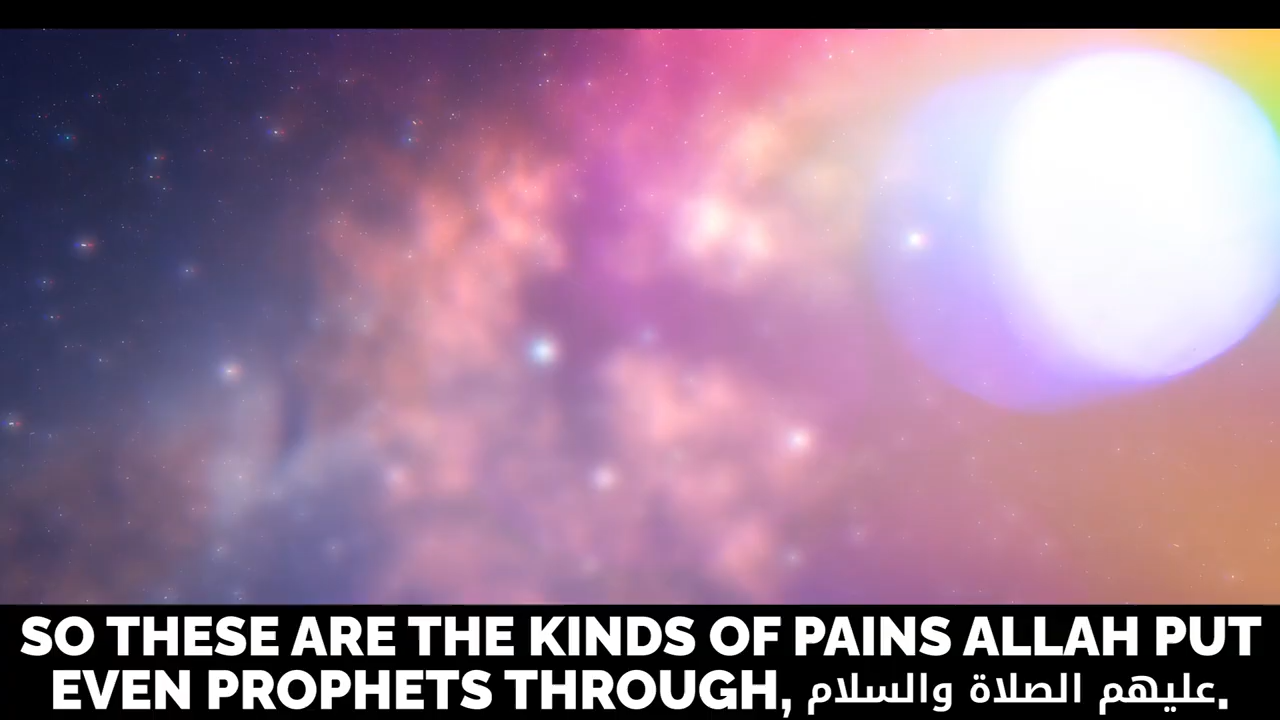 SO THESE ARE THE KINDS OF PAINS ALLAH PUT
EVEN PROPHETS THROUGH, عليهم الصلاة والسلام.